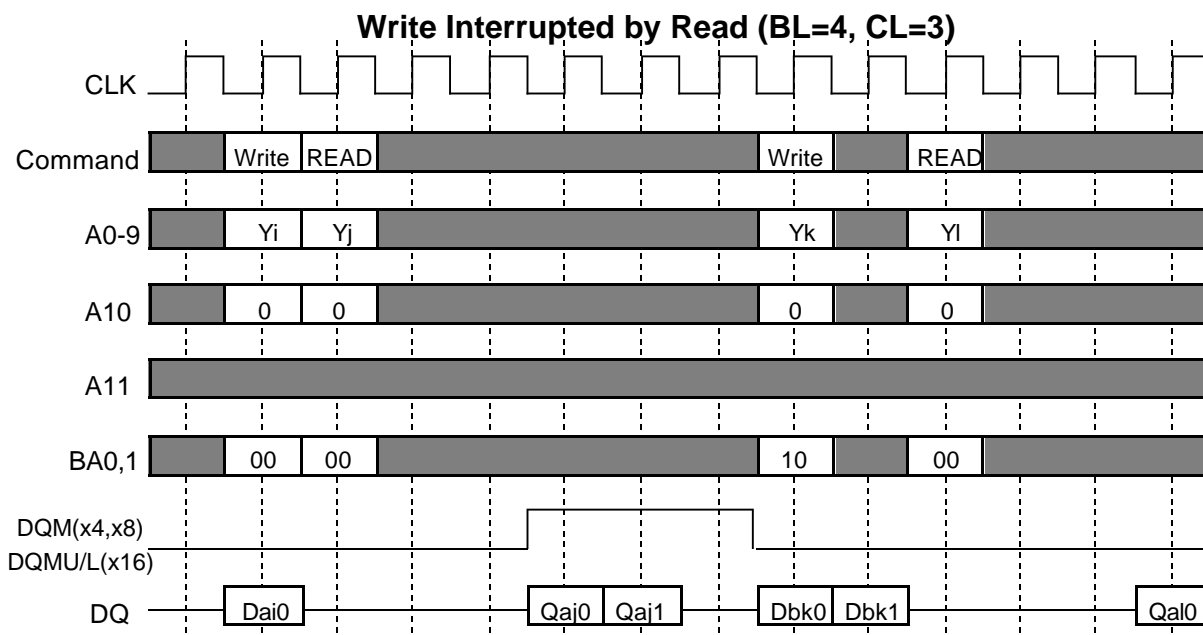 Write Interrupted by Read (BL=4, CL=3)
CLK
Command Write READ Write READ
A0-9 Yi Yj Yk Yl
A10 0 0 0 0
A11
BA0,1 00 00 10 00
DQM(x4,x8)
DQMU/L(x16)
DQ Dai0 Qaj0 Qaj1 Dbk0 Dbk1 Qal0